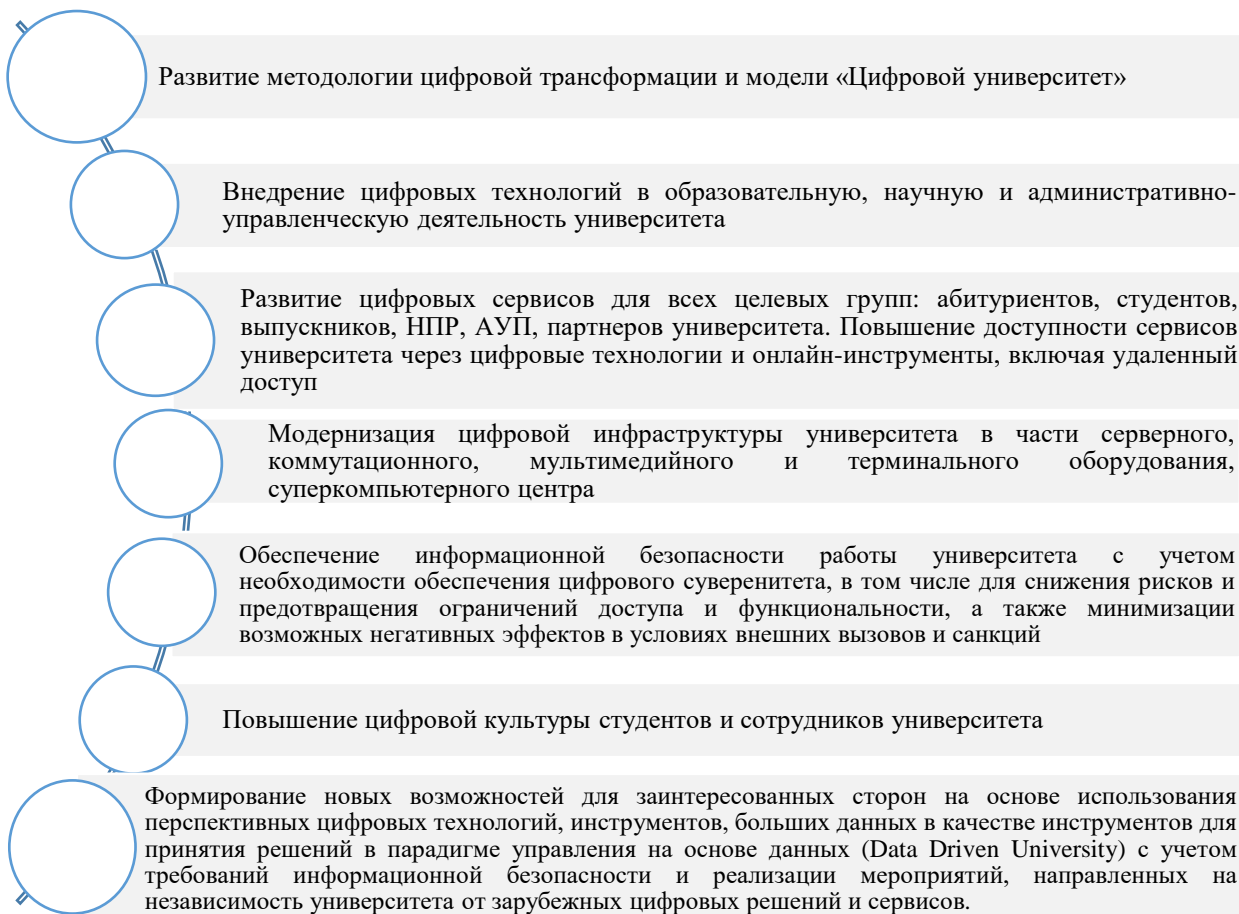 Развитие методологии цифровой трансформации и модели «Цифровой университет»
Внедрение цифровых технологий в образовательную, научную и административно-
управленческую деятельность университета
Развитие цифровых сервисов для всех целевых групп: абитуриентов, студентов,
выпускников, НПР, АУП, партнеров университета. Повышение доступности сервисов
университета через цифровые технологии и онлайн-инструменты, включая удаленный
доступ
Модернизация цифровой инфраструктуры университета в части серверного,
коммутационного, мультимедийного и терминального оборудования,
суперкомпьютерного центра
Обеспечение информационной безопасности работы университета с учетом
необходимости обеспечения цифрового суверенитета, в том числе для снижения рисков и
предотвращения ограничений доступа и функциональности, а также минимизации
возможных негативных эффектов в условиях внешних вызовов и санкций
Повышение цифровой культуры студентов и сотрудников университета
Формирование новых возможностей для заинтересованных сторон на основе использования
перспективных цифровых технологий, инструментов, больших данных в качестве инструментов для
принятия решений в парадигме управления на основе данных (Data Driven University) с учетом
требований информационной безопасности и реализации мероприятий, направленных на
независимость университета от зарубежных цифровых решений и сервисов.